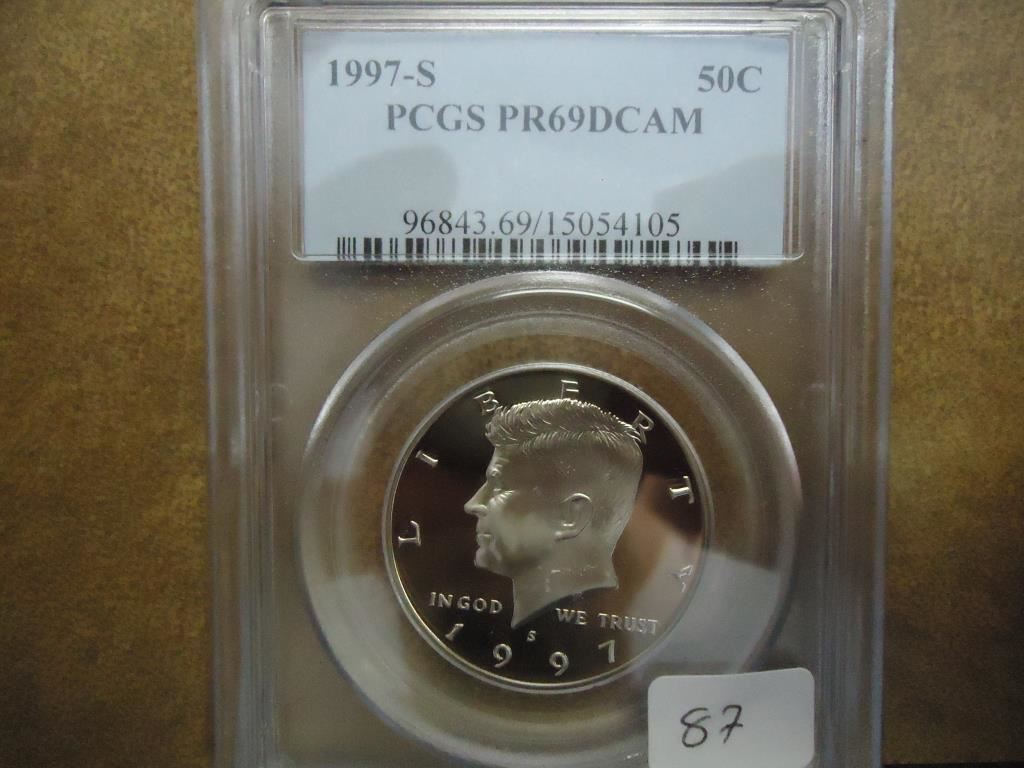 1997-S 50C
PCGS PR69DCAM
96843.69/15054105
LIBERTY
IN GOD WE TRUST
S
1997
87